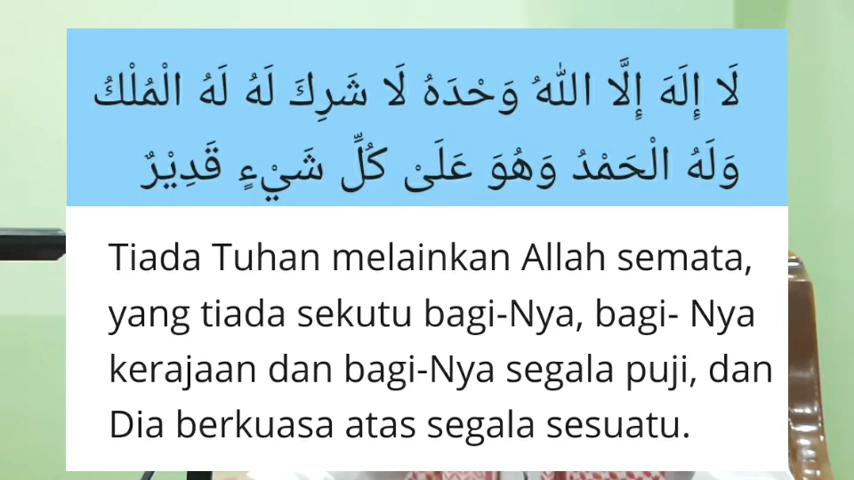 لَا إِلَهَ إِلَّا اللهُ وَحْدَهُ لَا شَرِكَ لَهُ لَهُ الْمُلْكُ
وَلَهُ الْحَمْدُ وَهُوَ عَلَىْ كُلِّ شَيْءٍ قَدِيْرٌ
Tiada Tuhan melainkan Allah semata,
yang tiada sekutu bagi-Nya, bagi- Nya
kerajaan dan bagi-Nya segala puji, dan
Dia berkuasa atas segala sesuatu.